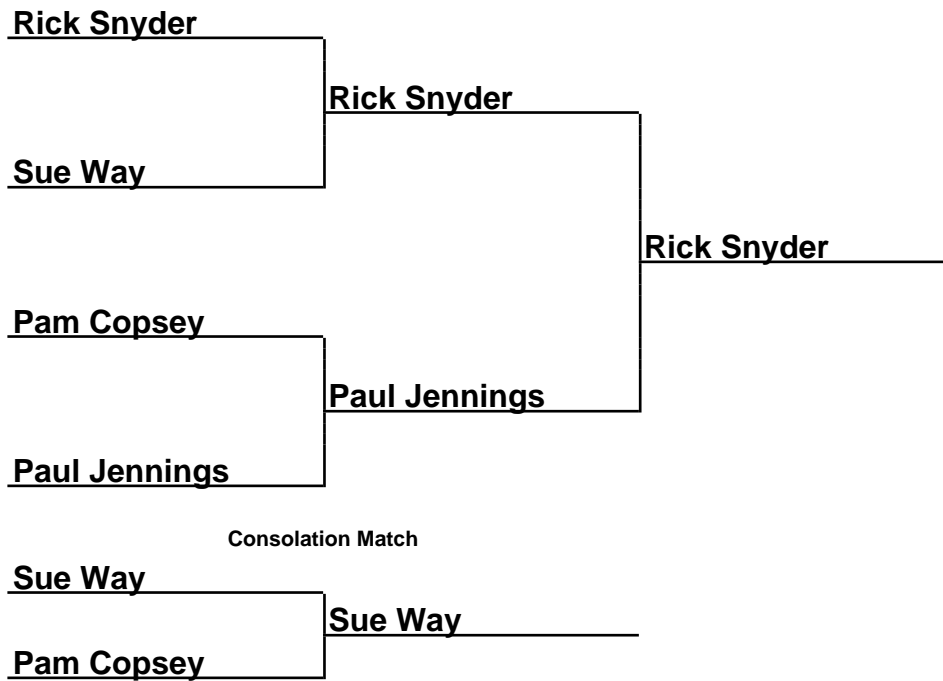 Rick Snyder
Rick Snyder
Sue Way
Rick Snyder
Pam Copsey
Paul Jennings
Paul Jennings
Consolation Match
Sue Way
Sue Way
Pam Copsey